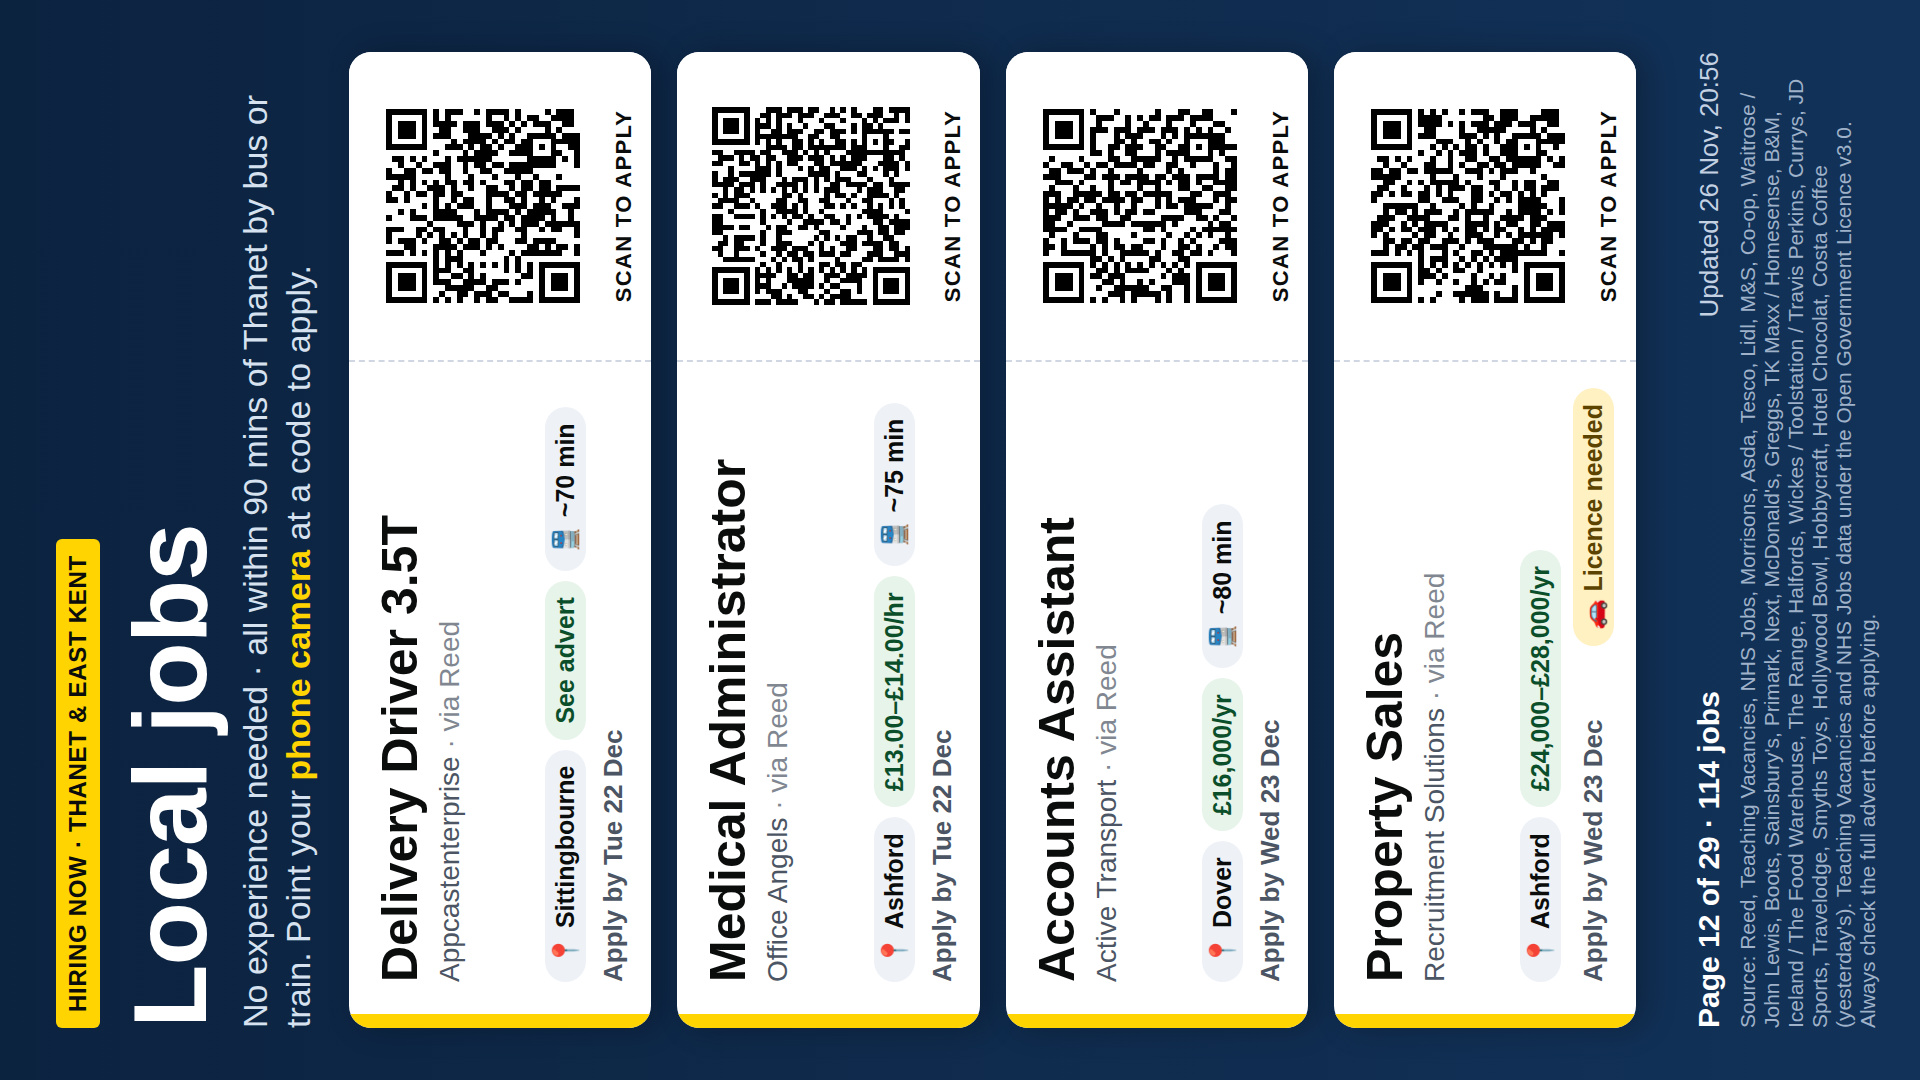 HIRING NOW · THANET & EAST KENT
Local jobs
No experience needed · all within 90 mins of Thanet by bus or
train. Point your phone camera at a code to apply.
Delivery Driver 3.5T
Appcastenterprise · via Reed
📍 Sittingbourne
See advert
🚉 ~70 min
Apply by Tue 22 Dec
SCAN TO APPLY
Medical Administrator
Office Angels · via Reed
📍 Ashford
£13.00–£14.00/hr
🚉 ~75 min
Apply by Tue 22 Dec
SCAN TO APPLY
Accounts Assistant
Active Transport · via Reed
📍 Dover
£16,000/yr
🚉 ~80 min
Apply by Wed 23 Dec
SCAN TO APPLY
Property Sales
Recruitment Solutions · via Reed
📍 Ashford
£24,000–£28,000/yr
Apply by Wed 23 Dec
🚗 Licence needed
SCAN TO APPLY
Page 12 of 29 · 114 jobs
Updated 26 Nov, 20:56
Source: Reed, Teaching Vacancies, NHS Jobs, Morrisons, Asda, Tesco, Lidl, M&S, Co-op, Waitrose /
John Lewis, Boots, Sainsbury's, Primark, Next, McDonald's, Greggs, TK Maxx / Homesense, B&M,
Iceland / The Food Warehouse, The Range, Halfords, Wickes / Toolstation / Travis Perkins, Currys, JD
Sports, Travelodge, Smyths Toys, Hollywood Bowl, Hobbycraft, Hotel Chocolat, Costa Coffee
(yesterday's). Teaching Vacancies and NHS Jobs data under the Open Government Licence v3.0.
Always check the full advert before applying.